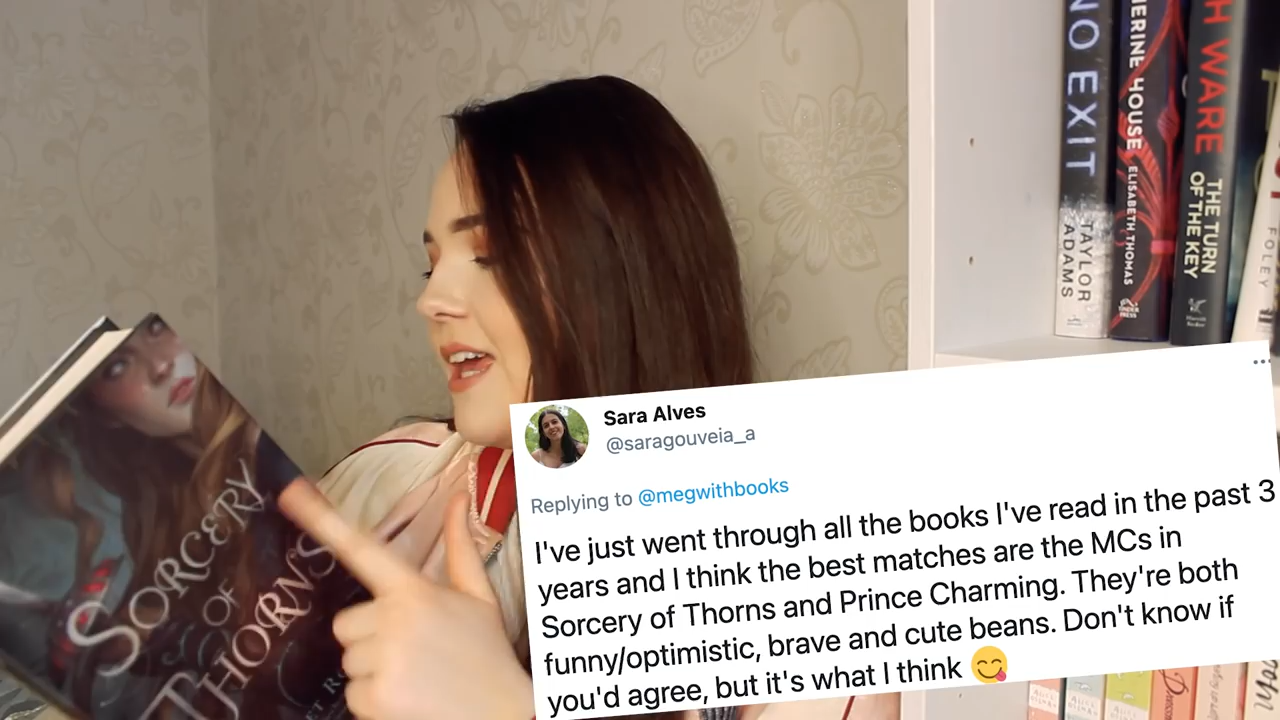 NO EXIT
TAYLOR ADAMS
HERINE HOUSE
ELISABETH THOMAS
TINDER PRESS
H WARE
THE TURN OF THE KEY
FOLEY
Sara Alves
@saragouveia_a
Replying to @megwithbooks
I've just went through all the books I've read in the past 3
years and I think the best matches are the MCs in
Sorcery of Thorns and Prince Charming. They're both
funny/optimistic, brave and cute beans. Don't know if
you'd agree, but it's what I think 😋
SORCERY
OF
THORNS